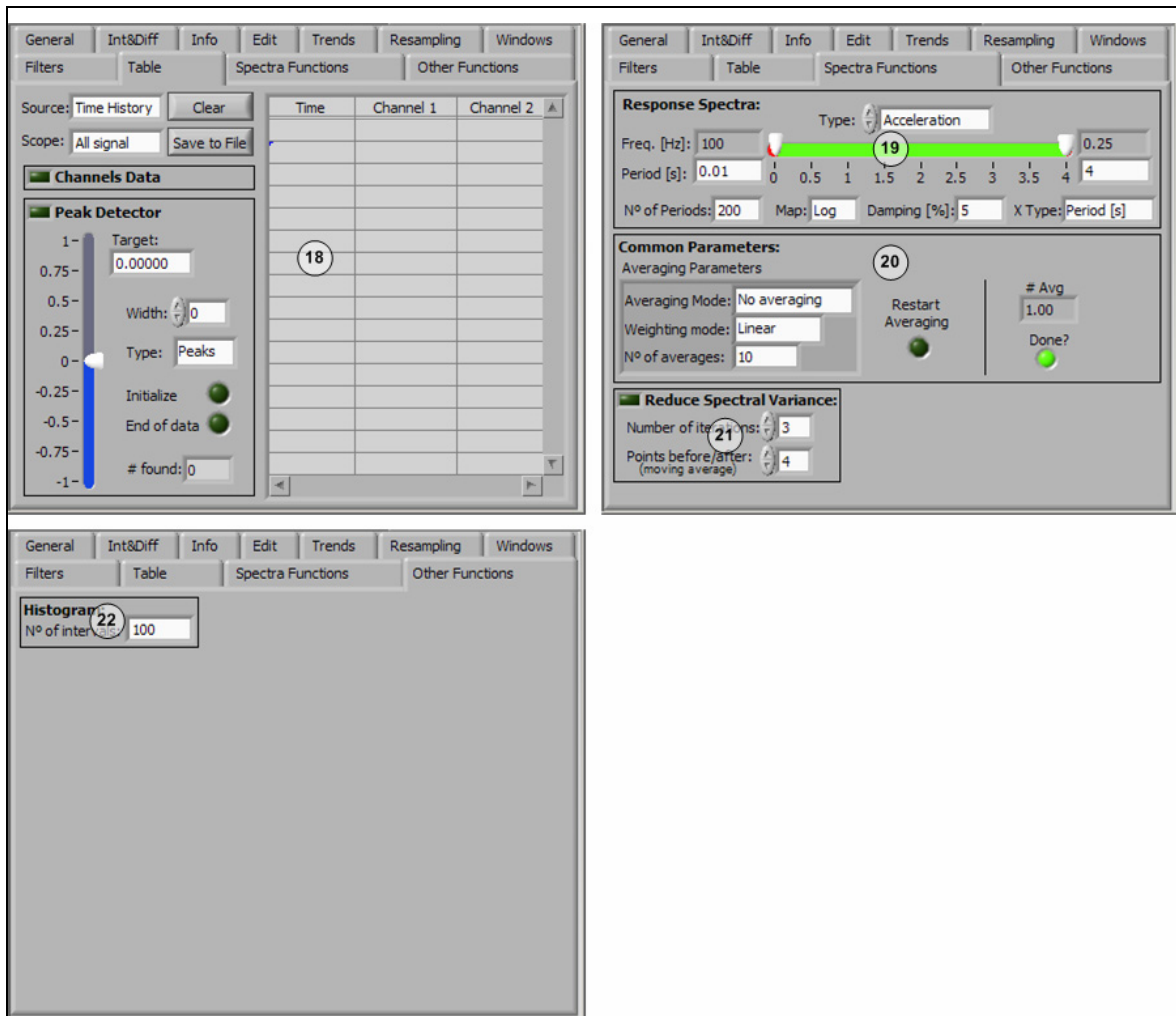 General Int&Diff Info Edit Trends Resampling Windows
Filters Table Spectra Functions Other Functions
Source: Time History Clear
Scope: All signal Save to File
Channels Data
Peak Detector
Target:
0.00000
Width: 0
Type: Peaks
Initialize
End of data
# found: 0
1
0.75
0.5
0.25
0
-0.25
-0.5
-0.75
-1
Time Channel 1 Channel 2
18
General Int&Diff Info Edit Trends Resampling Windows
Filters Table Spectra Functions Other Functions
Response Spectra:
Type: Acceleration
Freq. [Hz]: 100 19 0.25
Period [s]: 0.01 0 0.5 1 1.5 2 2.5 3 3.5 4 4
Nº of Periods: 200 Map: Log Damping [%]: 5 X Type: Period [s]
Common Parameters:
20
Averaging Parameters
Averaging Mode: No averaging
Weighting mode: Linear
Nº of averages: 10
Restart
Averaging
# Avg
1.00
Done?
Reduce Spectral Variance:
Number of iterations: 3
21
Points before/after: 4
(moving average)
General Int&Diff Info Edit Trends Resampling Windows
Filters Table Spectra Functions Other Functions
Histogram:
22
Nº of intervals: 100